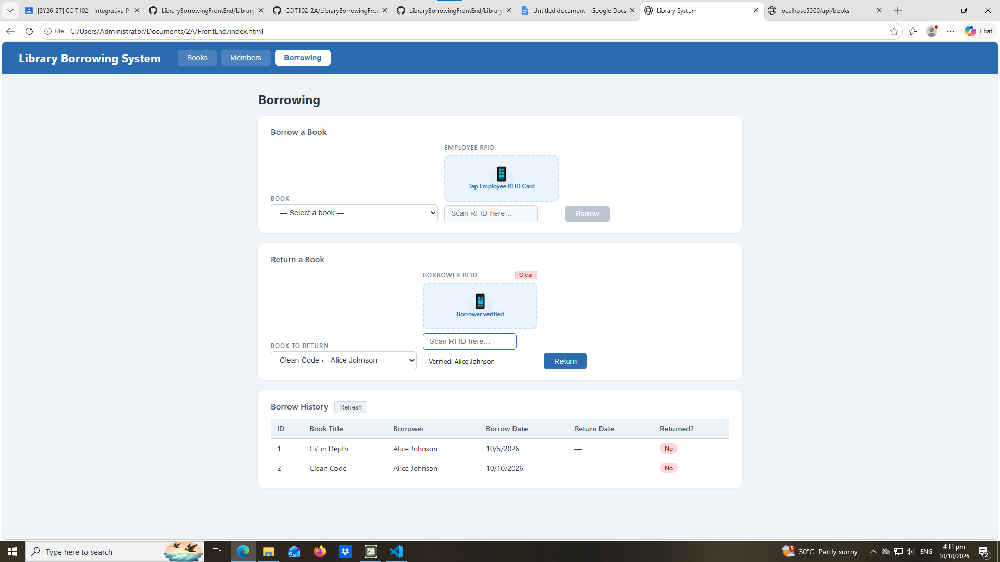 [SY26-27] CCIT102 - Integrative Pr
LibraryBorrowingFrontEnd/Library
CCIT102-2A/LibraryBorrowingFron
LibraryBorrowingFrontEnd/Library
Untitled document - Google Docs
Library System
localhost:5000/api/books
File
C:/Users/Administrator/Documents/2A/FrontEnd/index.html
Chat
Library Borrowing System
Books
Members
Borrowing
Borrowing
Borrow a Book
EMPLOYEE RFID
Tap Employee RFID Card
BOOK
— Select a book —
Scan RFID here...
Borrow
Return a Book
BORROWER RFID
Clear
Borrower verified
Scan RFID here...
BOOK TO RETURN
Clean Code ← Alice Johnson
Verified: Alice Johnson
Return
Borrow History
Refresh
ID Book Title Borrower Borrow Date Return Date Returned?
1 C# in Depth Alice Johnson 10/5/2026 — No
2 Clean Code Alice Johnson 10/10/2026 — No
Type here to search
5
30°C Partly sunny
ENG
4:11 pm
10/10/2026
2